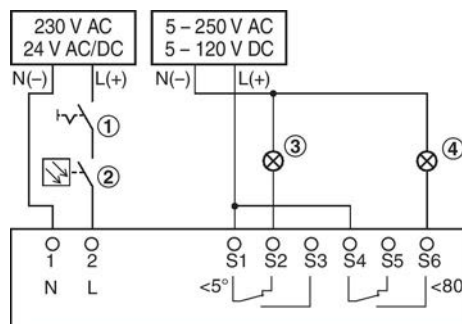 230 V AC
24 V AC/DC
5 – 250 V AC
5 – 120 V DC
N(–) L(+)
N(–) L(+)
1
2
3
4
1 2 S1 S2 S3 S4 S5 S6
N L <5° <80